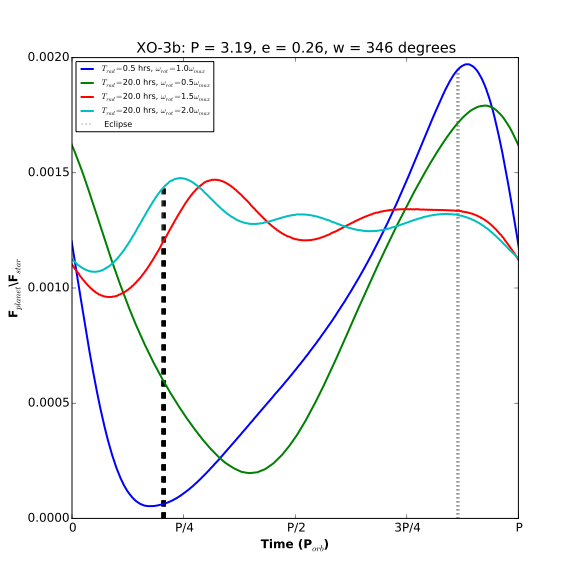 XO-3b: P = 3.19, e = 0.26, w = 346 degrees
T_rad=0.5 hrs, ω_rot=1.0ω_max
T_rad=20.0 hrs, ω_rot=0.5ω_max
T_rad=20.0 hrs, ω_rot=1.5ω_max
T_rad=20.0 hrs, ω_rot=2.0ω_max
Eclipse
0.0020
0.0015
0.0010
0.0005
0.0000
F_planet\F_star
0 P/4 P/2 3P/4 P
Time (P_orb)